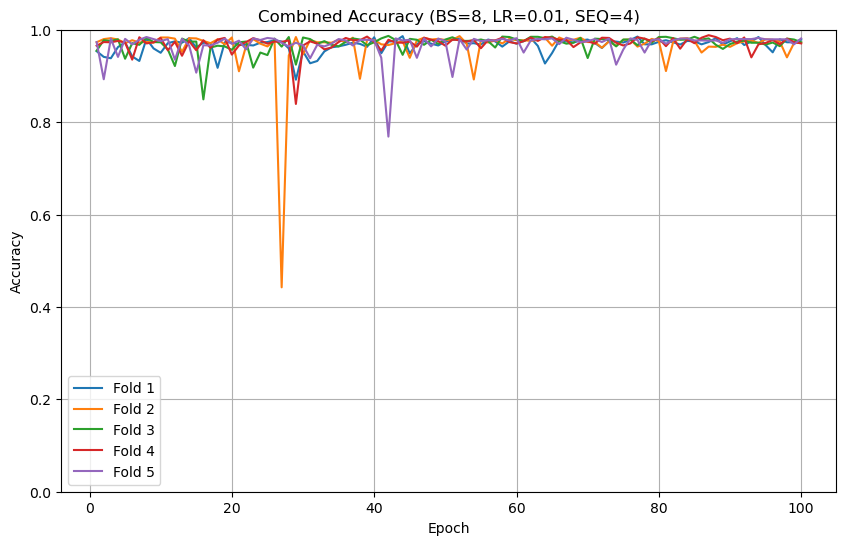 Combined Accuracy (BS=8, LR=0.01, SEQ=4)
1.0
0.8
0.6
0.4
0.2
0.0
Accuracy
Fold 1
Fold 2
Fold 3
Fold 4
Fold 5
0 20 40 60 80 100
Epoch